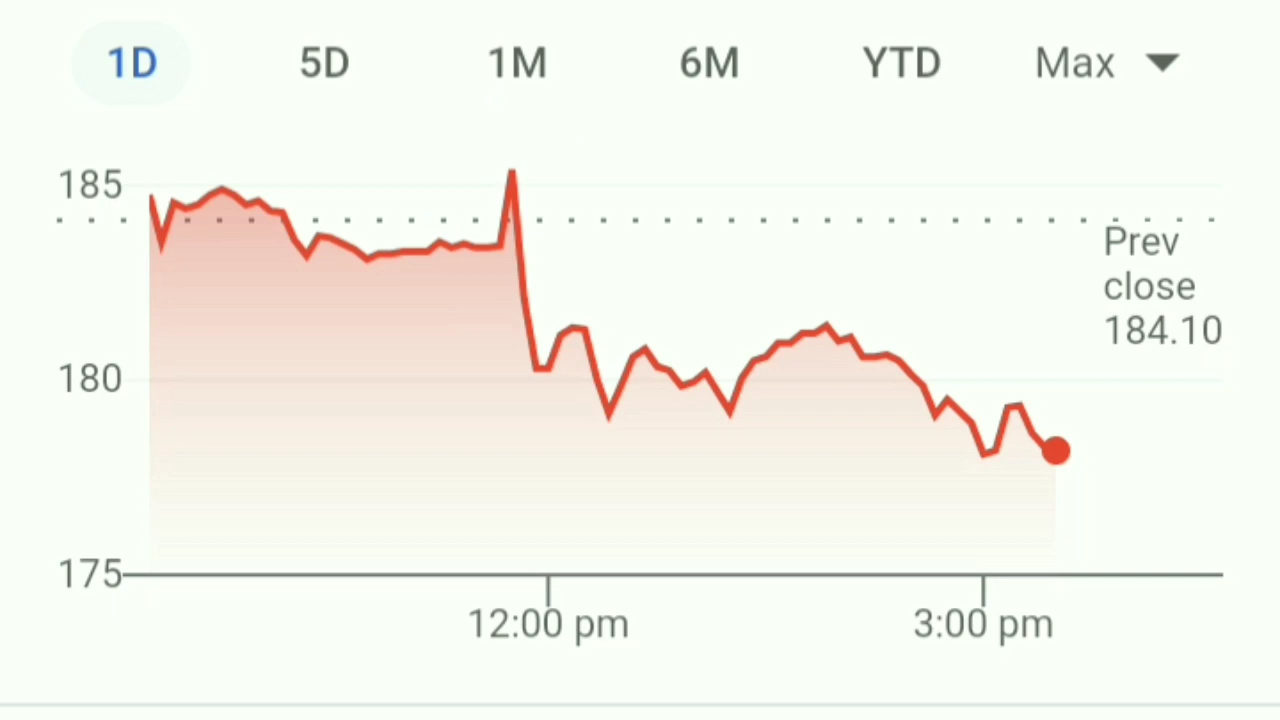 1D 5D 1M 6M YTD Max
185
Prev
close
184.10
180
175
12:00 pm 3:00 pm